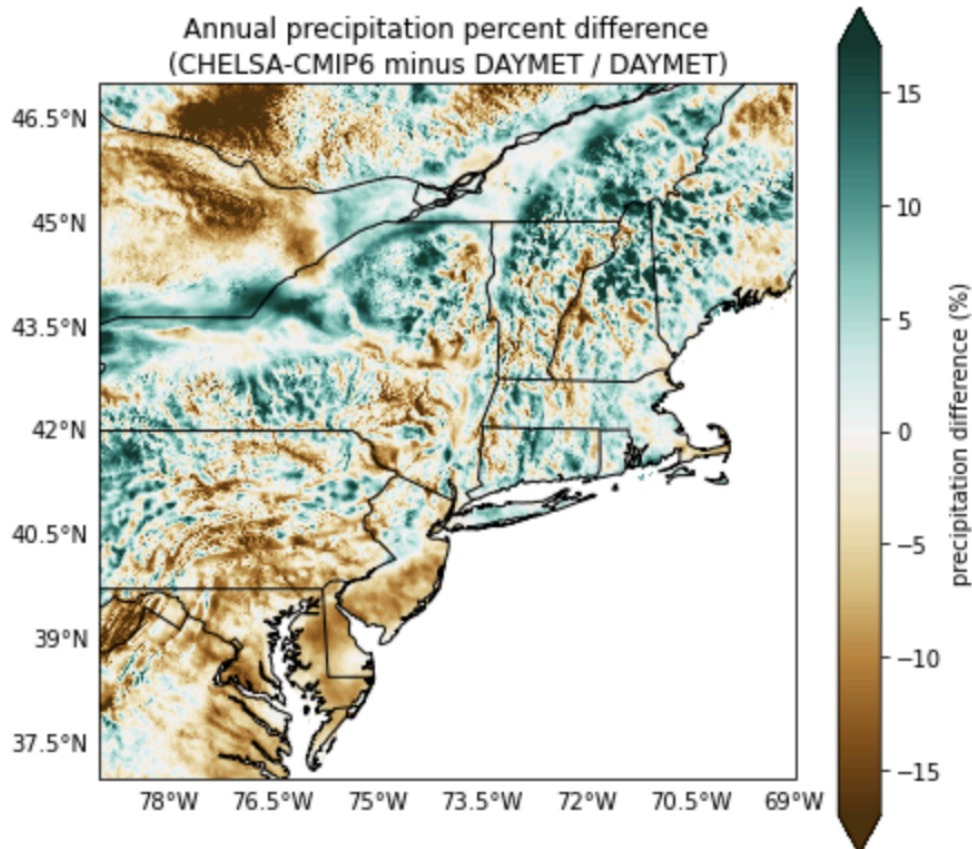 Annual precipitation percent difference
(CHELSA-CMIP6 minus DAYMET / DAYMET)
46.5°N
45°N
43.5°N
42°N
40.5°N
39°N
37.5°N
78°W 76.5°W 75°W 73.5°W 72°W 70.5°W 69°W
15
10
5
0
−5
−10
−15
precipitation difference (%)